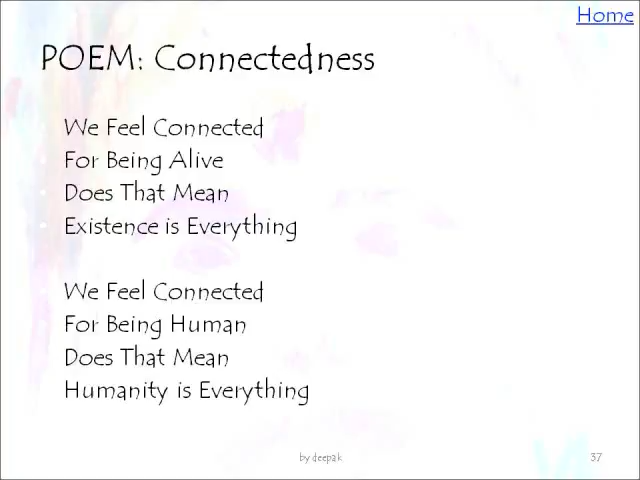 Home
POEM: Connectedness
We Feel Connected
For Being Alive
Does That Mean
Existence is Everything
We Feel Connected
For Being Human
Does That Mean
Humanity is Everything
by deepak
37